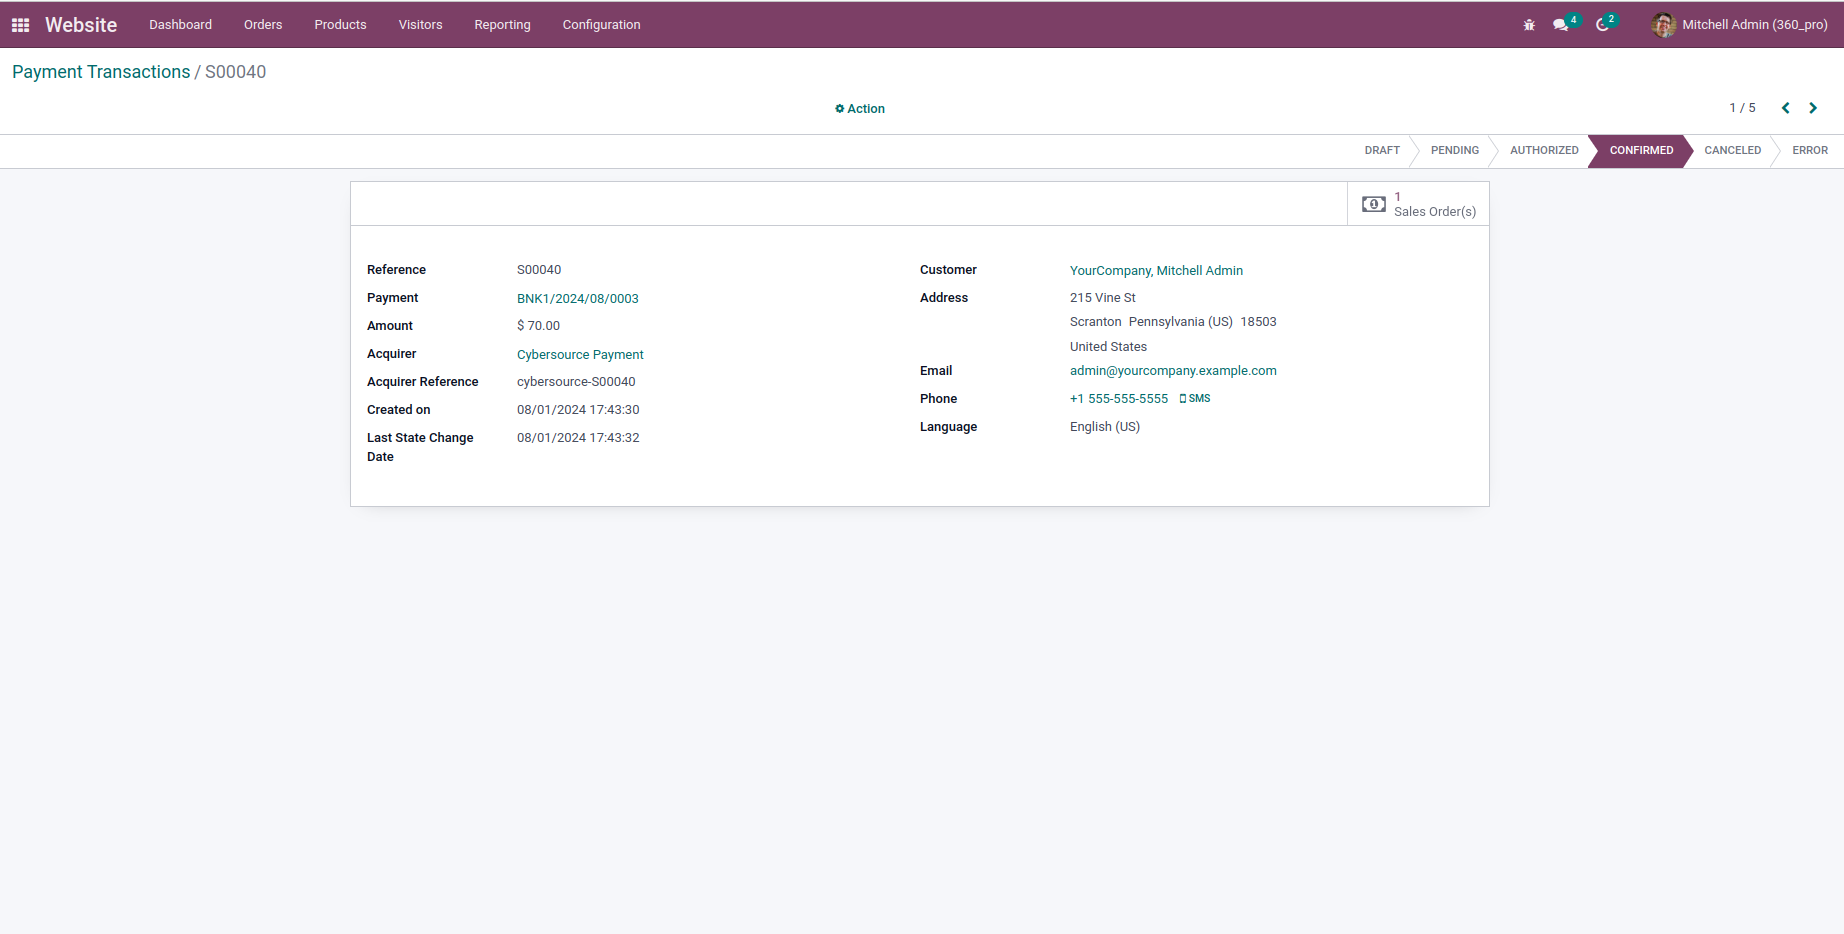 Website Dashboard Orders Products Visitors Reporting Configuration 4 2 Mitchell Admin (360_pro)
Payment Transactions / S00040
Action 1 / 5
DRAFT PENDING AUTHORIZED CONFIRMED CANCELED ERROR
1
Sales Order(s)
Reference S00040
Payment BNK1/2024/08/0003
Amount $ 70.00
Acquirer Cybersource Payment
Acquirer Reference cybersource-S00040
Created on 08/01/2024 17:43:30
Last State Change 08/01/2024 17:43:32
Date
Customer YourCompany, Mitchell Admin
Address 215 Vine St
Scranton Pennsylvania (US) 18503
United States
Email admin@yourcompany.example.com
Phone +1 555-555-5555 SMS
Language English (US)